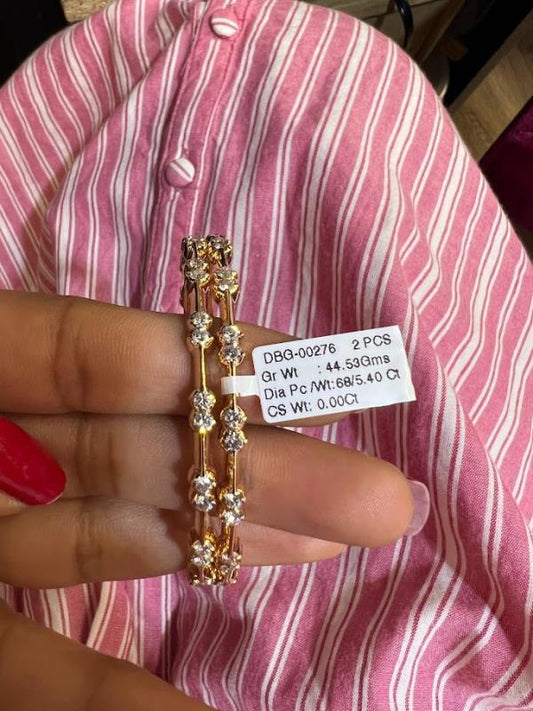 DBG-00276 2 PCS
Gr Wt : 44.53Gms
Dia Pc /Wt:68/5.40 Ct
CS Wt: 0.00Ct